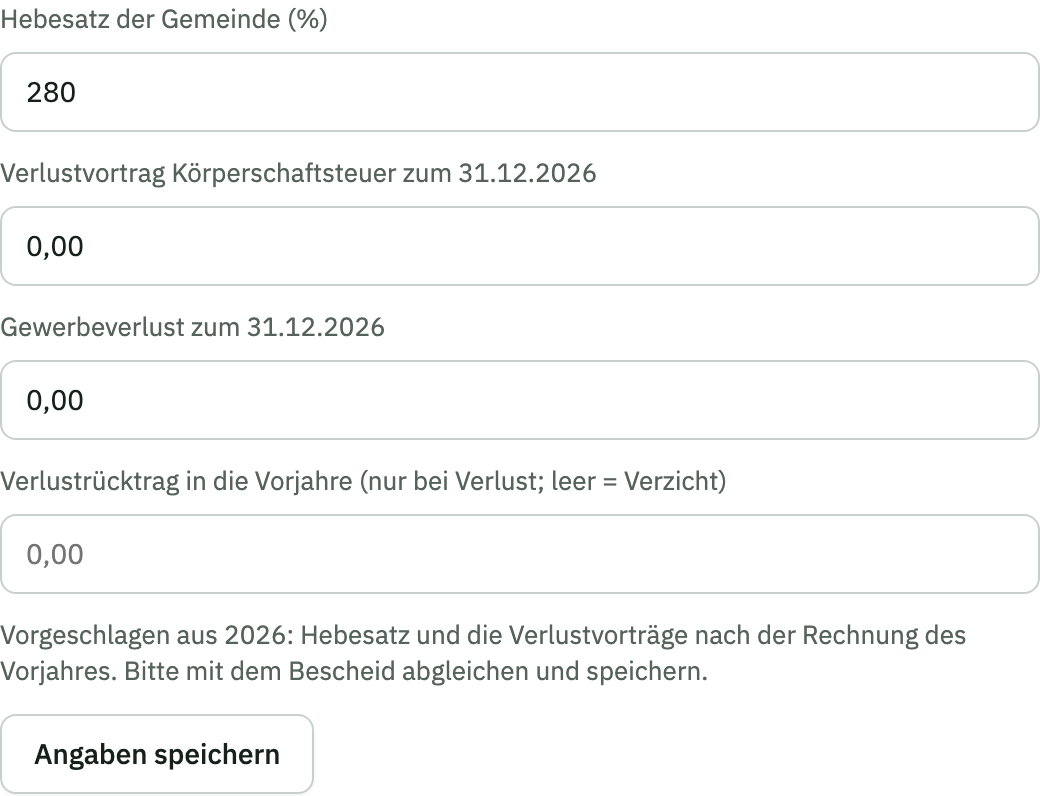 Hebesatz der Gemeinde (%)
280
Verlustvortrag Körperschaftsteuer zum 31.12.2026
0,00
Gewerbeverlust zum 31.12.2026
0,00
Verlustrücktrag in die Vorjahre (nur bei Verlust; leer = Verzicht)
0,00
Vorgeschlagen aus 2026: Hebesatz und die Verlustvorträge nach der Rechnung des
Vorjahres. Bitte mit dem Bescheid abgleichen und speichern.
Angaben speichern